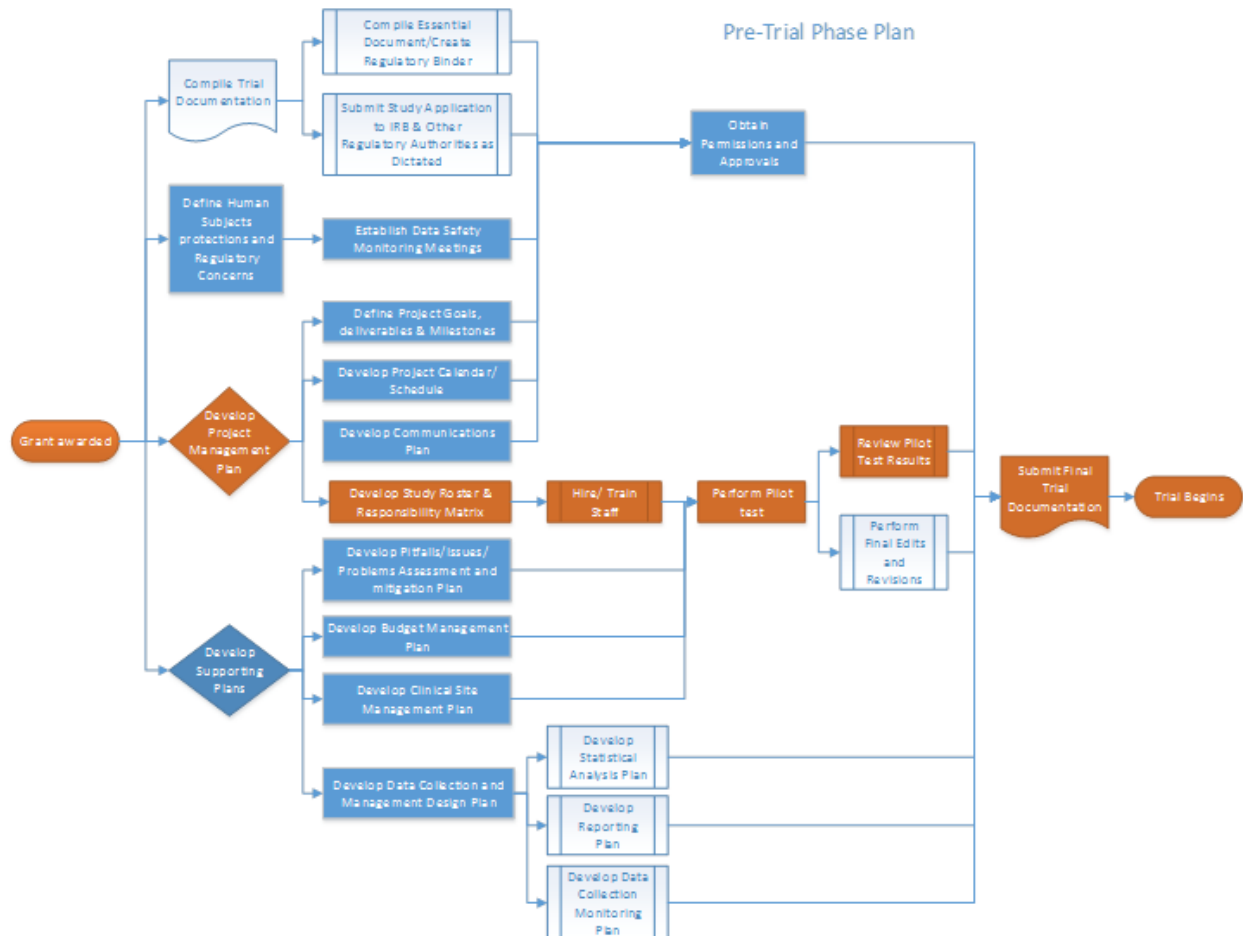 Pre-Trial Phase Plan
Compile Essential
Document/Create
Regulatory Binder
Compile Trial
Documentation
Submit Study Application
to IRB & Other
Regulatory Authorities as
Dictated
Obtain
Permissions and
Approvals
Define Human
Subjects
protections and
Regulatory
Concerns
Establish Data Safety
Monitoring Meetings
Define Project Goals,
deliverables & Milestones
Develop Project Calendar/
Schedule
Grant awarded
Develop
Project
Management
Plan
Develop Communications
Plan
Develop Study Roster &
Responsibility Matrix
Hire/ Train
Staff
Perform Pilot
test
Review Pilot
Test Results
Perform
Final Edits
and
Revisions
Submit Final
Trial
Documentation
Trial Begins
Develop Pitfalls/Issues/
Problems Assessment and
mitigation Plan
Develop Budget Management
Plan
Develop
Supporting
Plans
Develop Clinical Site
Management Plan
Develop Data Collection and
Management Design Plan
Develop
Statistical
Analysis Plan
Develop
Reporting
Plan
Develop Data
Collection
Monitoring
Plan